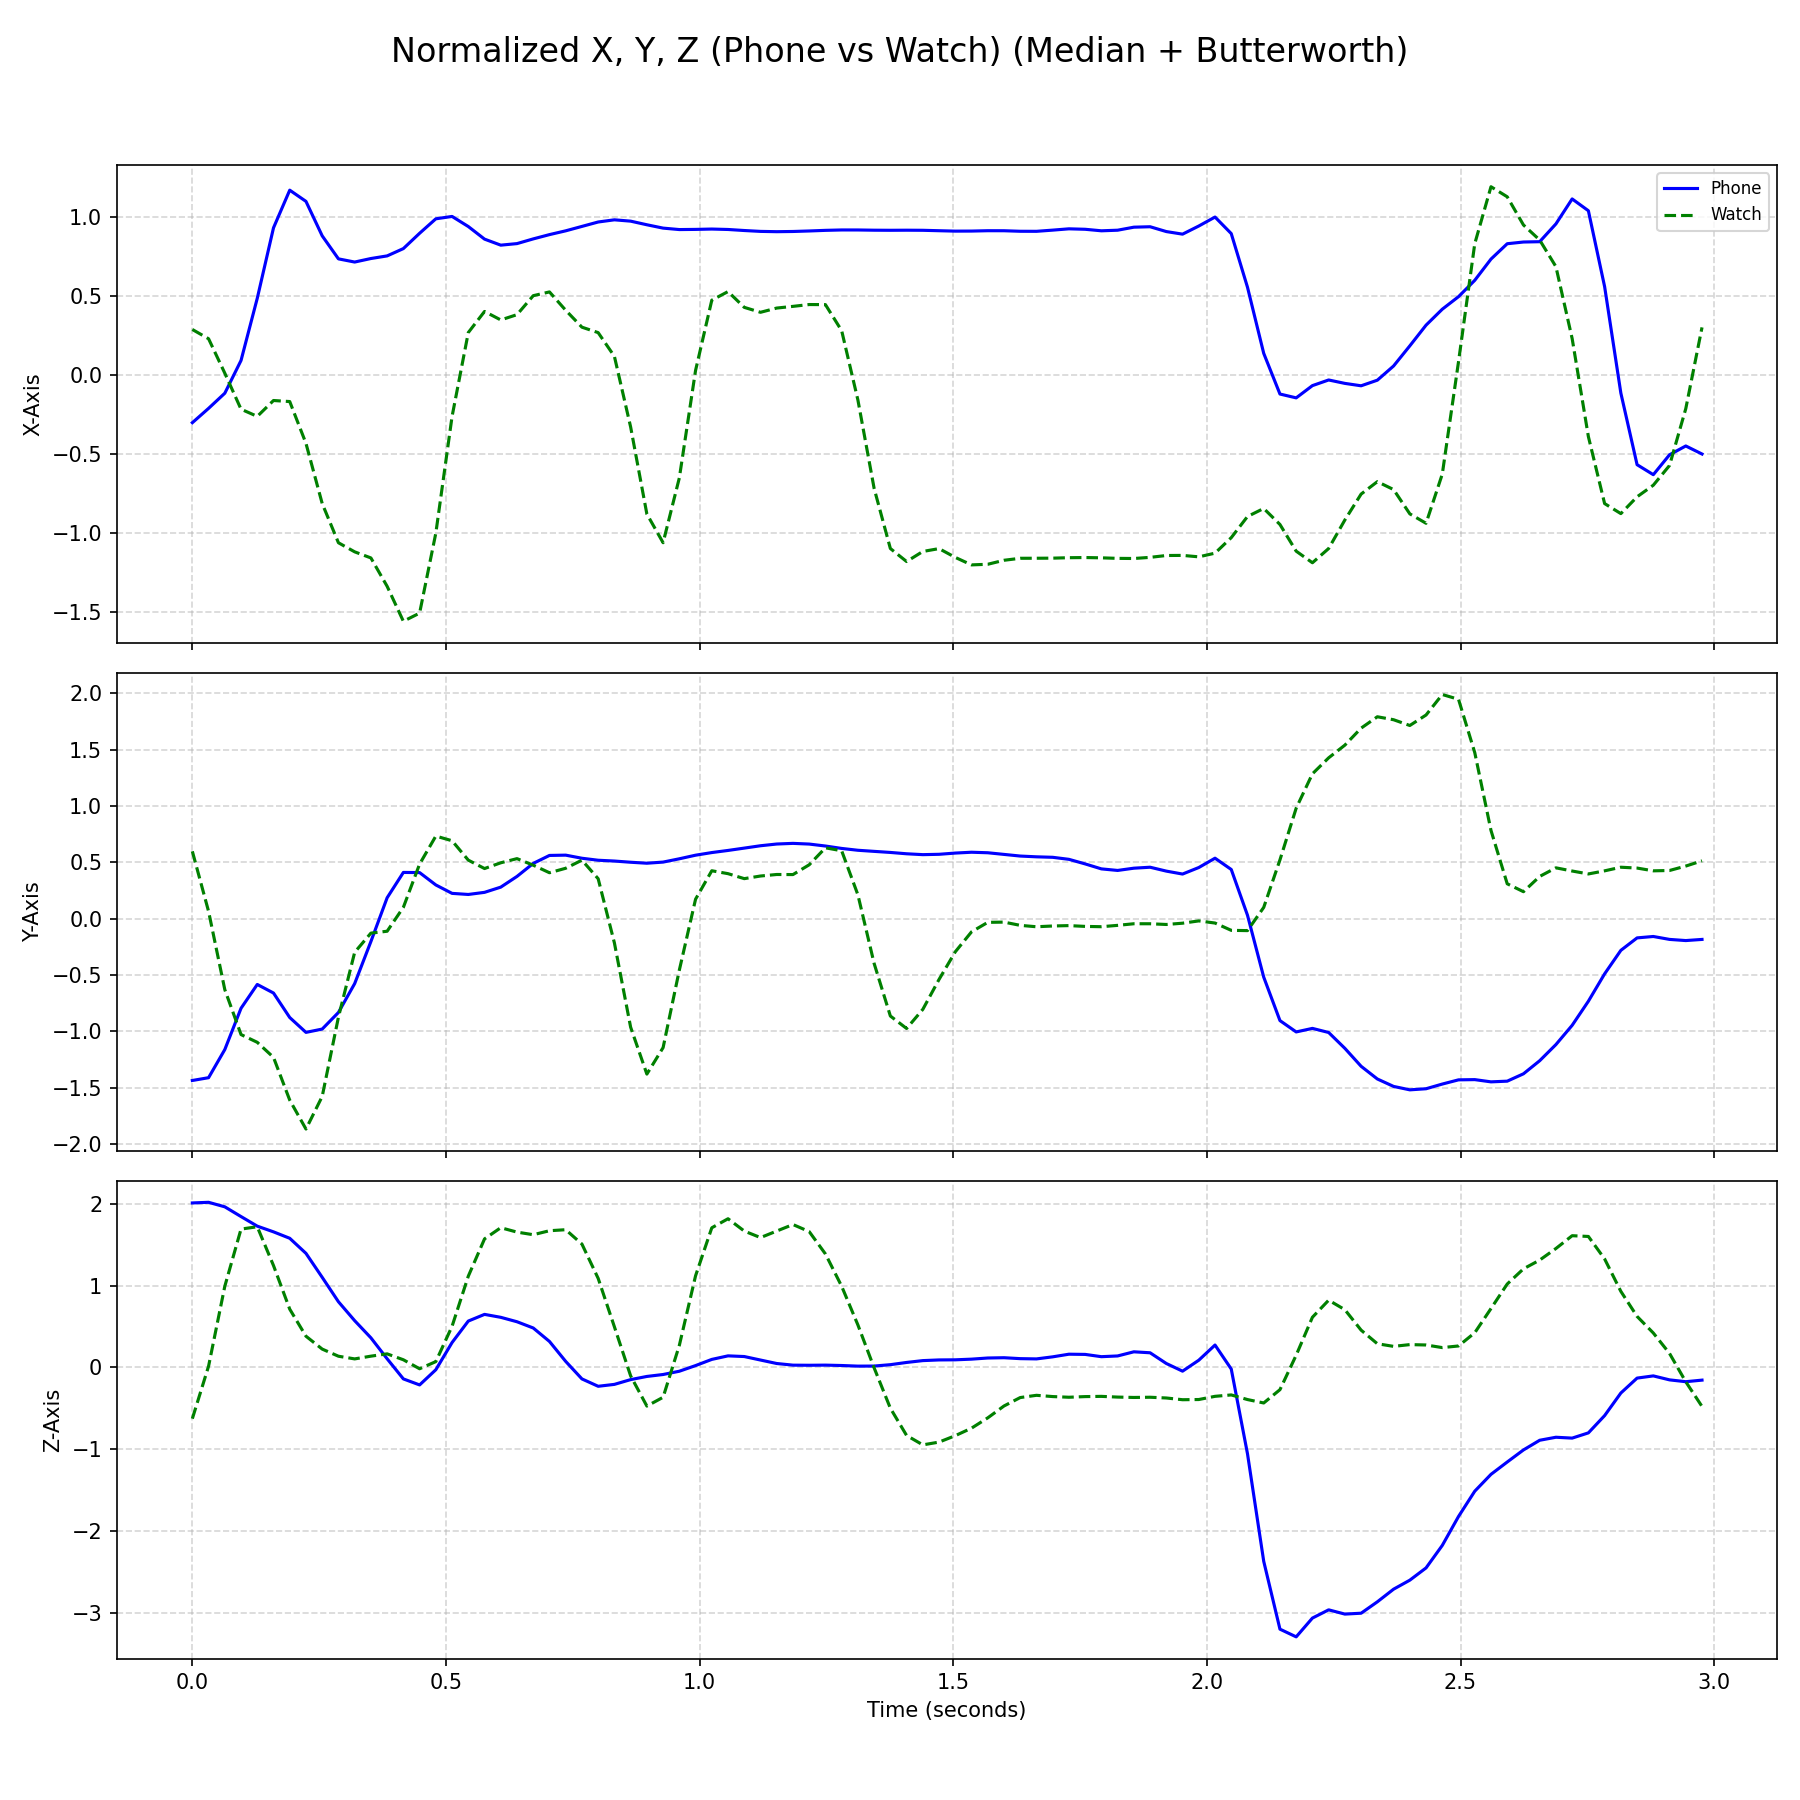 Normalized X, Y, Z (Phone vs Watch) (Median + Butterworth)
Phone
Watch
X-Axis
1.0
0.5
0.0
−0.5
−1.0
−1.5
Y-Axis
2.0
1.5
1.0
0.5
0.0
−0.5
−1.0
−1.5
−2.0
Z-Axis
2
1
0
−1
−2
−3
0.0 0.5 1.0 1.5 2.0 2.5 3.0
Time (seconds)